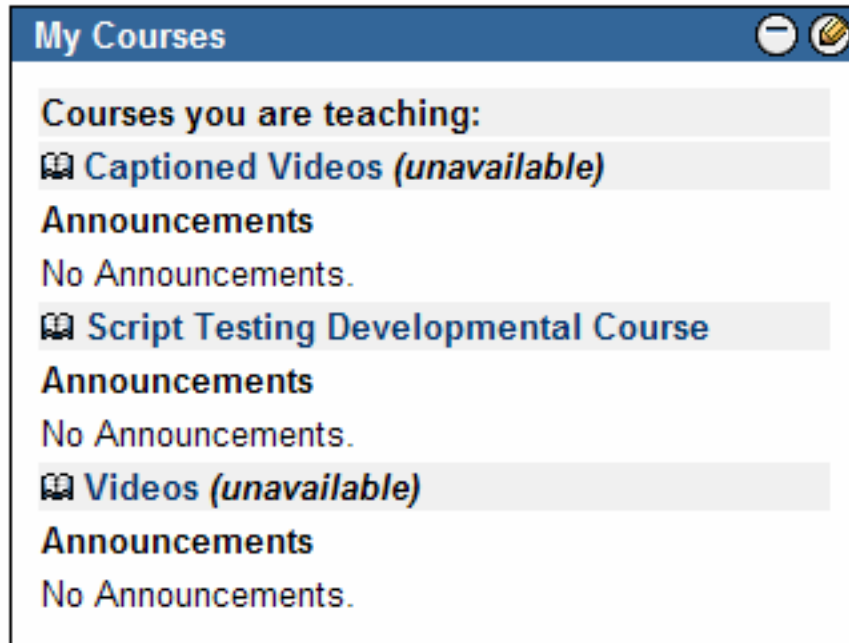 My Courses
Courses you are teaching:
Captioned Videos (unavailable)
Announcements
No Announcements.
Script Testing Developmental Course
Announcements
No Announcements.
Videos (unavailable)
Announcements
No Announcements.